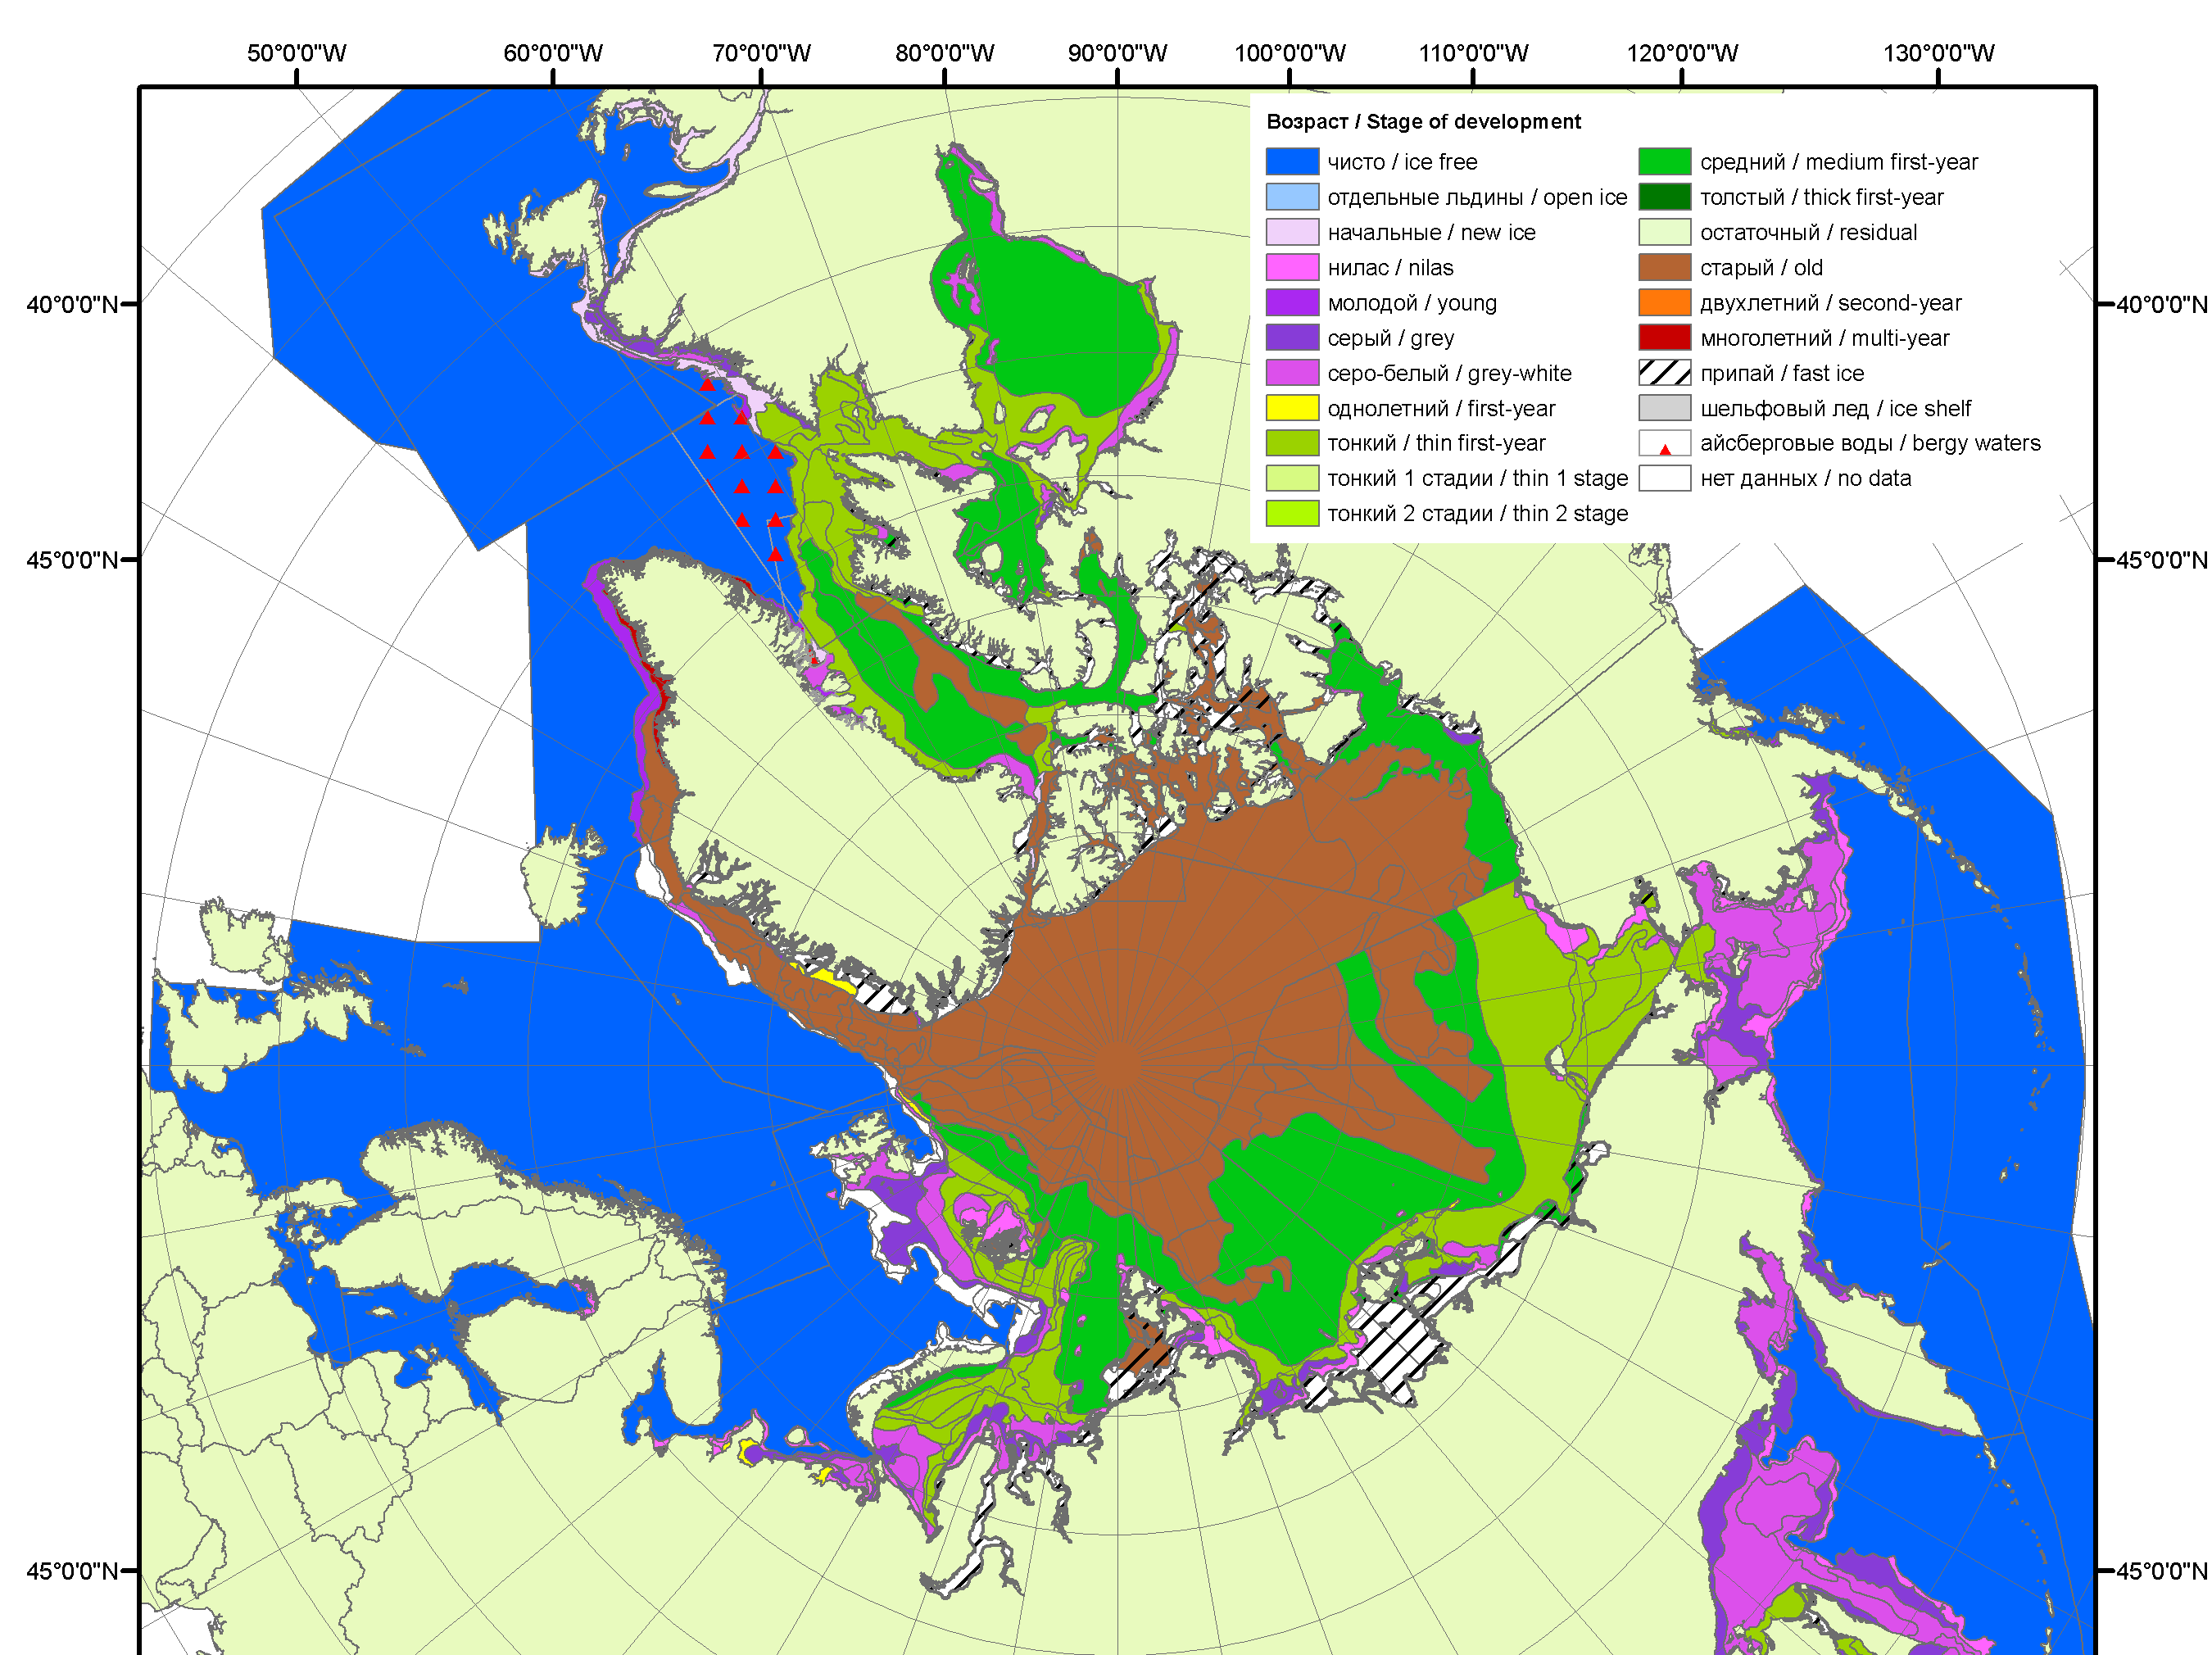 50°0'0"W 60°0'0"W 70°0'0"W 80°0'0"W 90°0'0"W 100°0'0"W 110°0'0"W 120°0'0"W 130°0'0"W
Возраст / Stage of development
чисто / ice free
отдельные льдины / open ice
начальные / new ice
нилас / nilas
молодой / young
серый / grey
серо-белый / grey-white
однолетний / first-year
тонкий / thin first-year
тонкий 1 стадии / thin 1 stage
тонкий 2 стадии / thin 2 stage
средний / medium first-year
толстый / thick first-year
остаточный / residual
старый / old
двухлетний / second-year
многолетний / multi-year
припай / fast ice
шельфовый лед / ice shelf
айсберговые воды / bergy waters
нет данных / no data
40°0'0"N 40°0'0"N
45°0'0"N 45°0'0"N
45°0'0"N 45°0'0"N